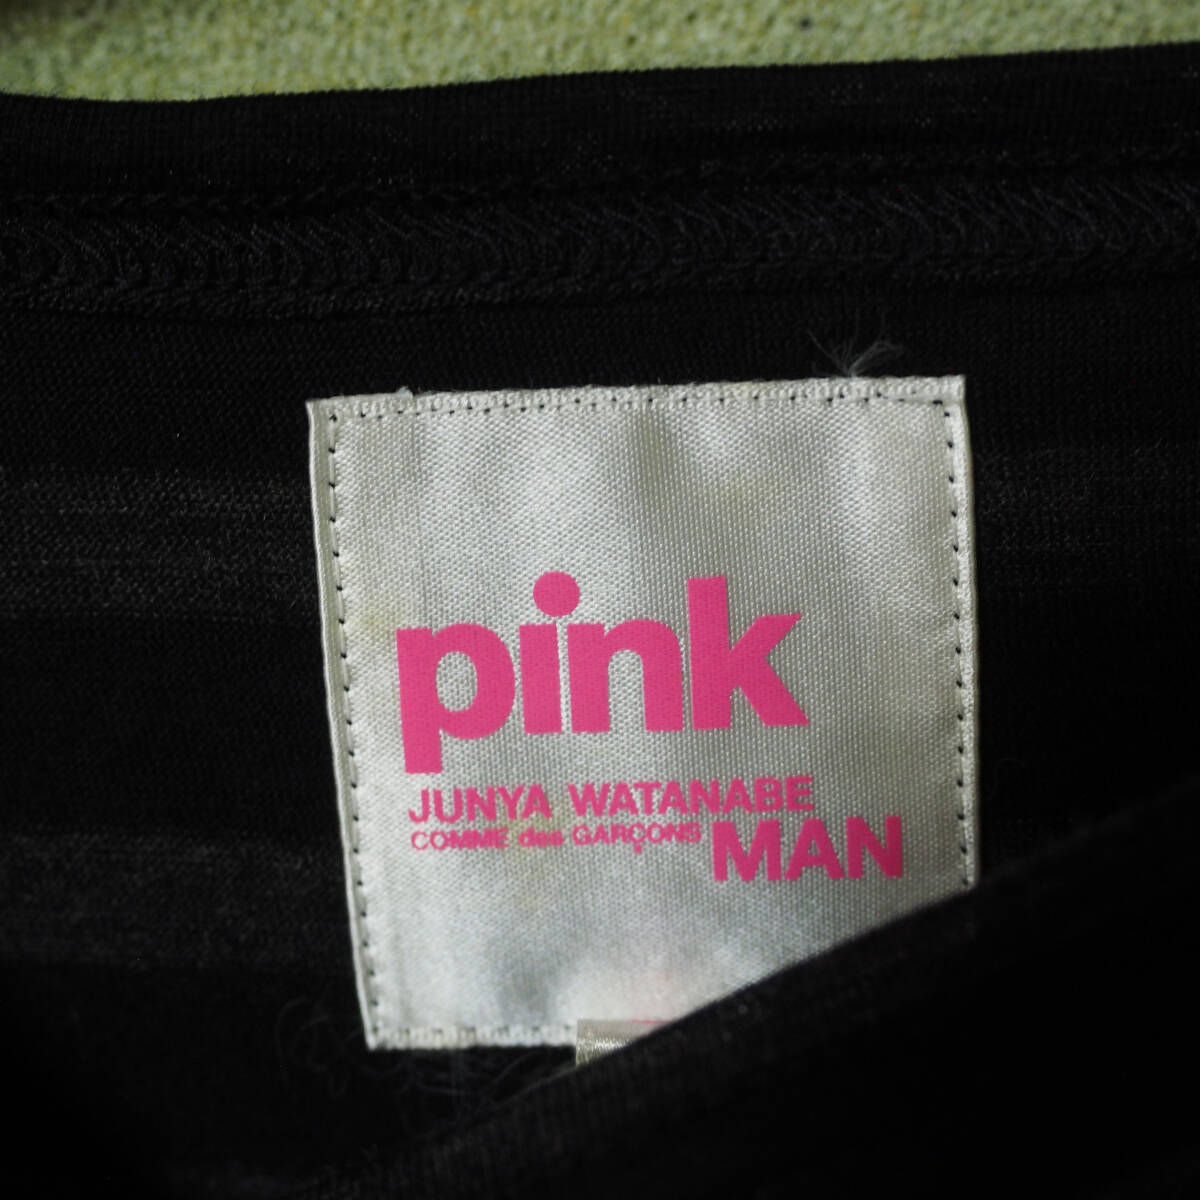 pink
JUNYA WATANABE
COMME des GARÇONS MAN